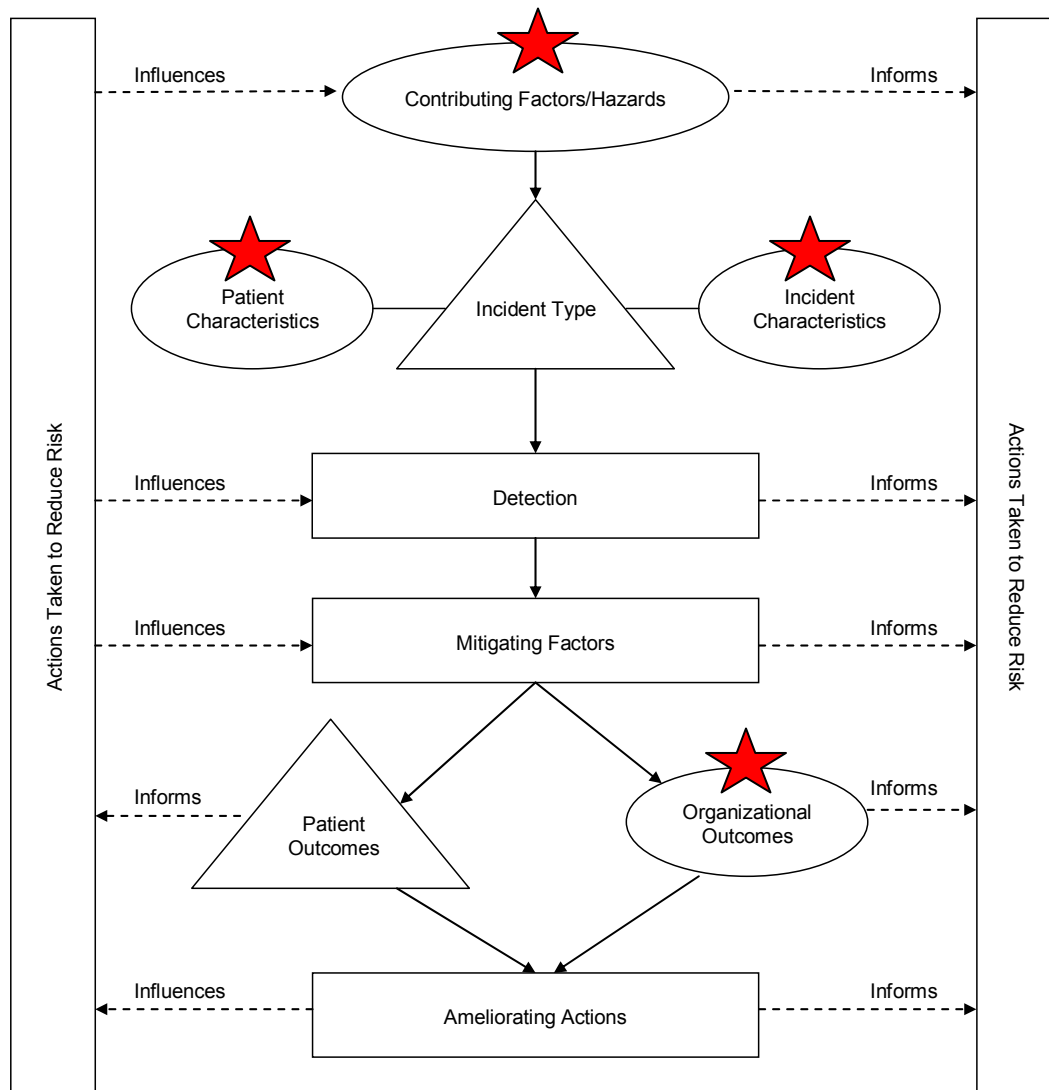 Influences
Informs
Contributing Factors/Hazards
Patient
Characteristics
Incident Type
Incident
Characteristics
Actions Taken to Reduce Risk
Actions Taken to Reduce Risk
Influences
Detection
Informs
Influences
Mitigating Factors
Informs
Informs
Patient
Outcomes
Organizational
Outcomes
Informs
Influences
Ameliorating Actions
Informs